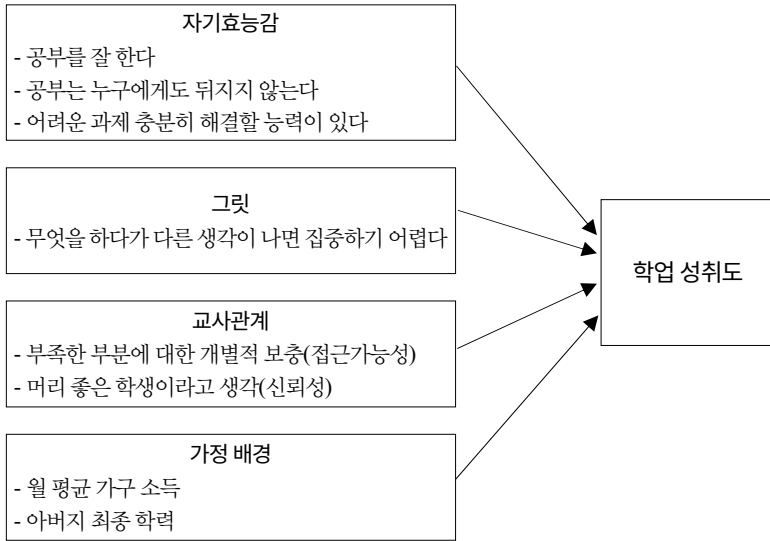 자기효능감
- 공부를 잘 한다
- 공부는 누구에게도 뒤지지 않는다
- 어려운 과제 충분히 해결할 능력이 있다
그릿
- 무엇을 하다가 다른 생각이 나면 집중하기 어렵다
학업 성취도
교사관계
- 부족한 부분에 대한 개별적 보충(접근가능성)
- 머리 좋은 학생이라고 생각(신뢰성)
가정 배경
- 월 평균 가구 소득
- 아버지 최종 학력